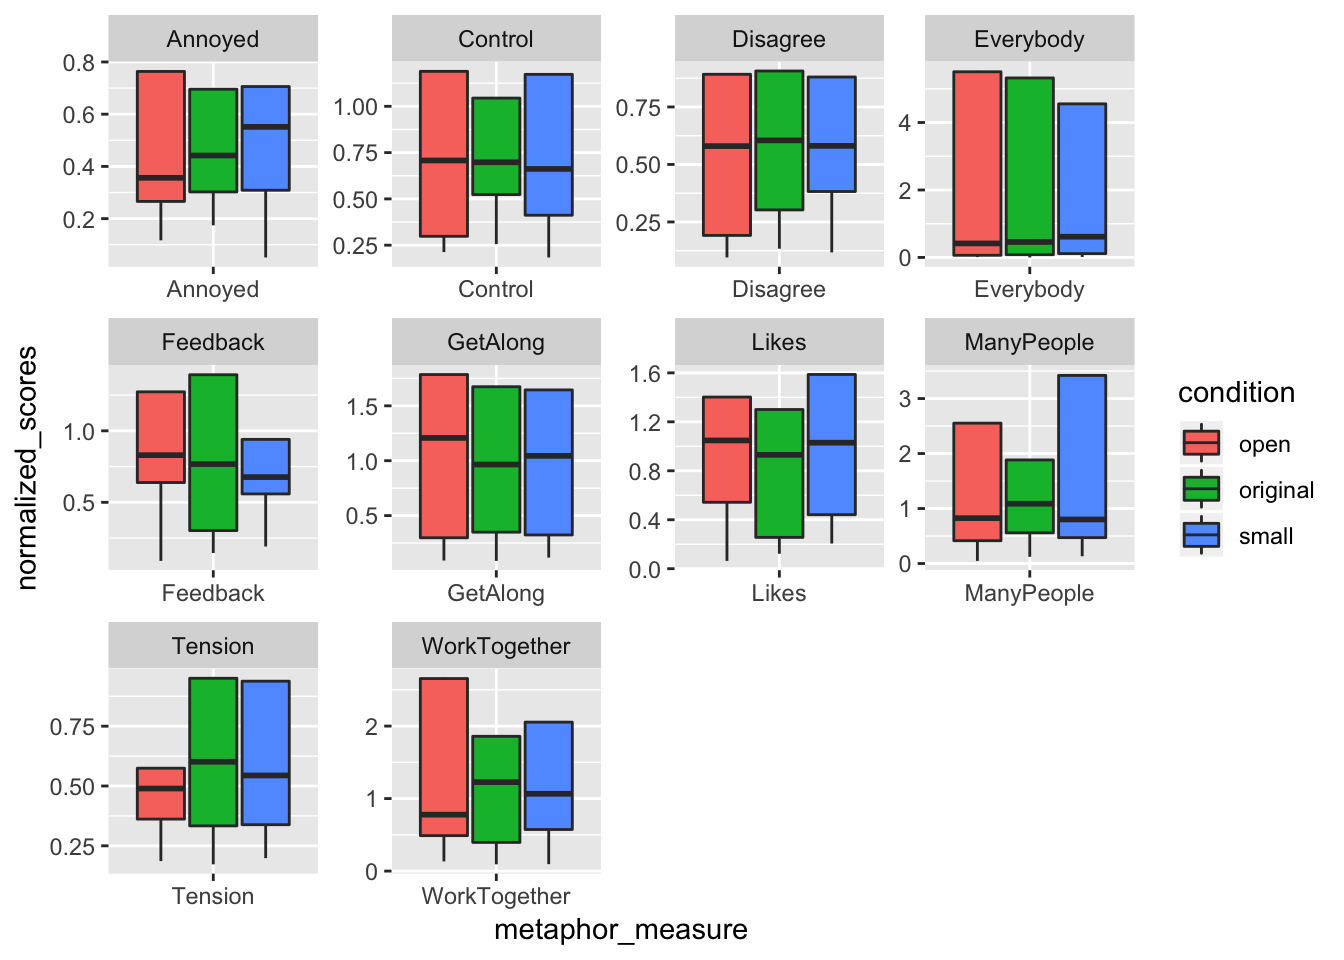 Annoyed
Control
Disagree
Everybody
0.8
0.6
0.4
0.2
1.00
0.75
0.50
0.25
0.75
0.50
0.25
4
2
0
Annoyed
Control
Disagree
Everybody
Feedback
GetAlong
Likes
ManyPeople
1.0
0.5
1.5
1.0
0.5
1.6
1.2
0.8
0.4
0.0
3
2
1
0
Feedback
GetAlong
Likes
ManyPeople
Tension
WorkTogether
0.75
0.50
0.25
2
1
0
Tension
WorkTogether
metaphor_measure
normalized_scores
condition
open
original
small